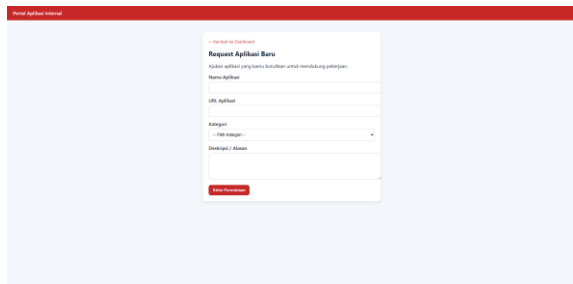 Portal Aplikasi Internal
← Kembali ke Dashboard
Request Aplikasi Baru
Ajukan aplikasi yang kamu butuhkan untuk mendukung pekerjaan.
Nama Aplikasi
URL Aplikasi
Kategori
-- Pilih Kategori --
Deskripsi / Alasan
Kirim Permintaan